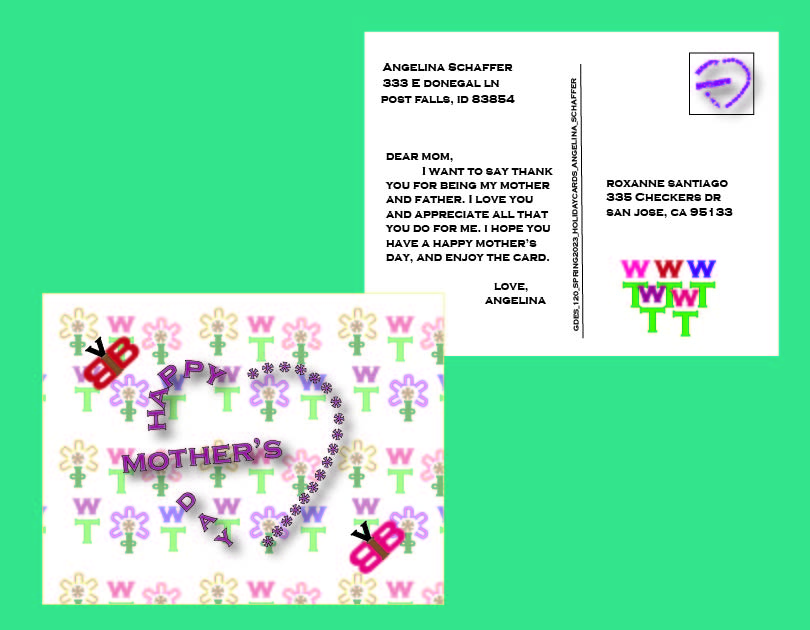 Angelina Schaffer
333 E donegal ln
post falls, id 83854
dear mom,
I want to say thank
you for being my mother
and father. I love you
and appreciate all that
you do for me. i hope you
have a happy mother's
day, and enjoy the card.
love,
angelina
GDES_120_SPRING2023_HOLIDAYCARDS_ANGELINA_SCHAFFER
roxanne santiago
335 Checkers dr
san jose, ca 95133
HAPPY
MOTHER'S
DAY